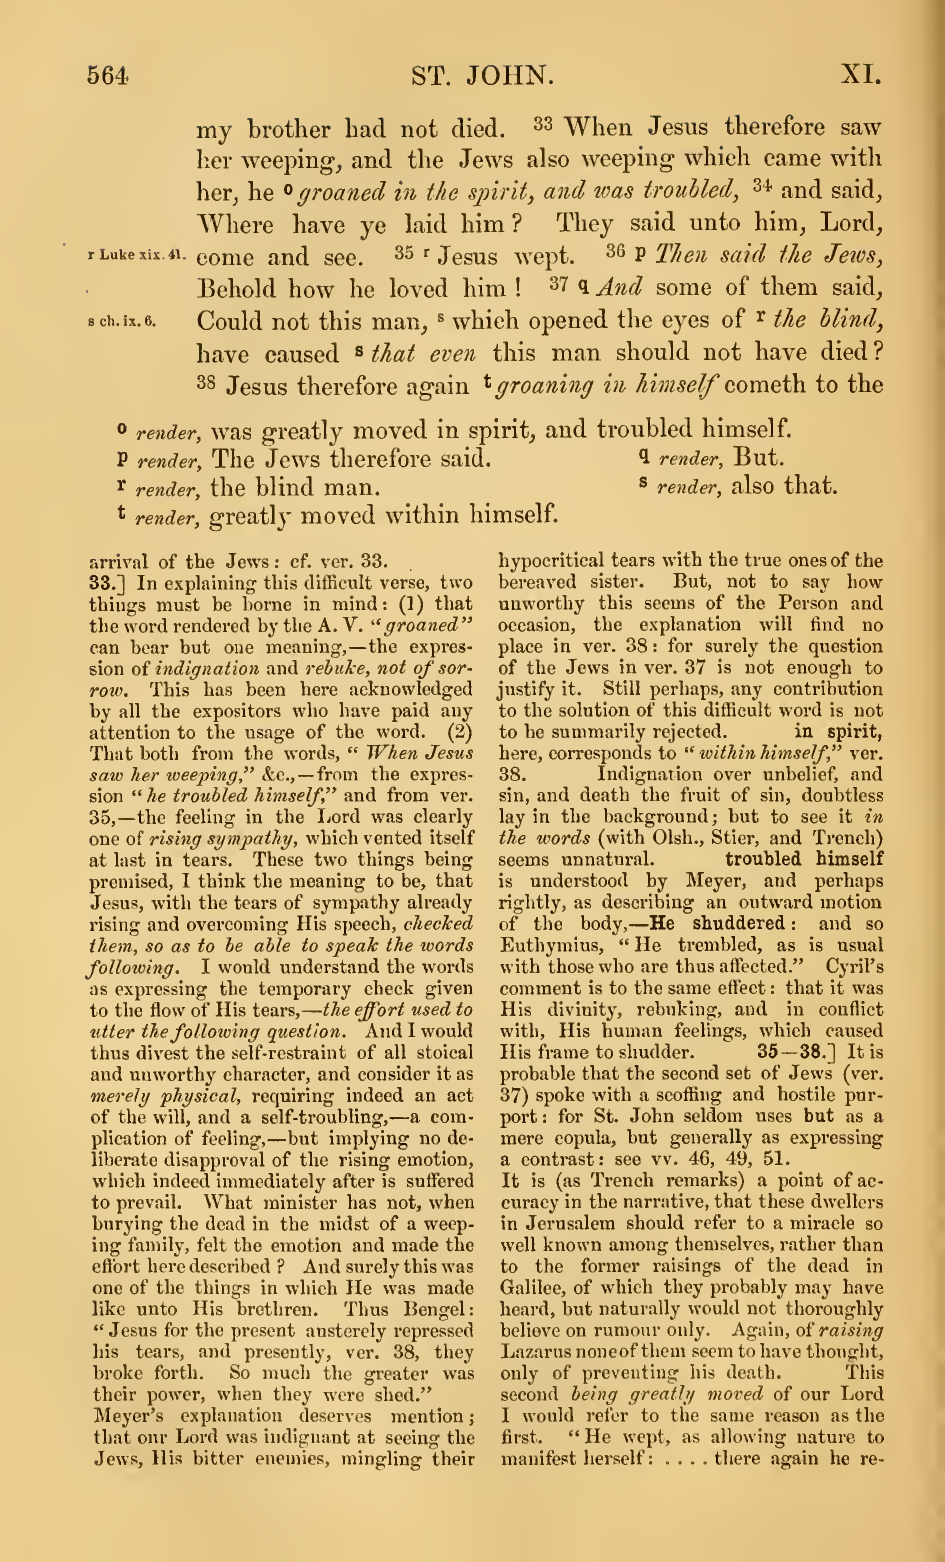 564 ST. JOHN. XI.
my brother had not died. 33 When Jesus therefore saw
her weeping, and the Jews also weeping which came with
her, he o groaned in the spirit, and was troubled, 34 and said,
Where have ye laid him? They said unto him, Lord,
r Luke xix. 41. come and see. 35 r Jesus wept. 36 p Then said the Jews,
Behold how he loved him! 37 q And some of them said,
s ch. ix. 6. Could not this man, s which opened the eyes of r the blind,
have caused s that even this man should not have died?
38 Jesus therefore again t groaning in himself cometh to the
o render, was greatly moved in spirit, and troubled himself.
p render, The Jews therefore said. q render, But.
r render, the blind man. s render, also that.
t render, greatly moved within himself.
arrival of the Jews: cf. ver. 33.
33.] In explaining this difficult verse, two
things must be borne in mind: (1) that
the word rendered by the A. V. "groaned"
can bear but one meaning,—the expres-
sion of indignation and rebuke, not of sor-
row. This has been here acknowledged
by all the expositors who have paid any
attention to the usage of the word. (2)
That both from the words, "When Jesus
saw her weeping," &c.,—from the expres-
sion "he troubled himself," and from ver.
35,—the feeling in the Lord was clearly
one of rising sympathy, which vented itself
at last in tears. These two things being
premised, I think the meaning to be, that
Jesus, with the tears of sympathy already
rising and overcoming His speech, checked
them, so as to be able to speak the words
following. I would understand the words
as expressing the temporary check given
to the flow of His tears,—the effort used to
utter the following question. And I would
thus divest the self-restraint of all stoical
and unworthy character, and consider it as
merely physical, requiring indeed an act
of the will, and a self-troubling,—a com-
plication of feeling,—but implying no de-
liberate disapproval of the rising emotion,
which indeed immediately after is suffered
to prevail. What minister has not, when
burying the dead in the midst of a weep-
ing family, felt the emotion and made the
effort here described? And surely this was
one of the things in which He was made
like unto His brethren. Thus Bengel:
"Jesus for the present austerely repressed
his tears, and presently, ver. 38, they
broke forth. So much the greater was
their power, when they were shed."
Meyer's explanation deserves mention;
that our Lord was indignant at seeing the
Jews, His bitter enemies, mingling their
hypocritical tears with the true ones of the
bereaved sister. But, not to say how
unworthy this seems of the Person and
occasion, the explanation will find no
place in ver. 38: for surely the question
of the Jews in ver. 37 is not enough to
justify it. Still perhaps, any contribution
to the solution of this difficult word is not
to be summarily rejected. in spirit,
here, corresponds to "within himself," ver.
38. Indignation over unbelief, and
sin, and death the fruit of sin, doubtless
lay in the background; but to see it in
the words (with Olsh., Stier, and Trench)
seems unnatural. troubled himself
is understood by Meyer, and perhaps
rightly, as describing an outward motion
of the body,—He shuddered: and so
Euthymius, "He trembled, as is usual
with those who are thus affected." Cyril's
comment is to the same effect: that it was
His divinity, rebuking, and in conflict
with, His human feelings, which caused
His frame to shudder. 35—38.] It is
probable that the second set of Jews (ver.
37) spoke with a scoffing and hostile pur-
port: for St. John seldom uses but as a
mere copula, but generally as expressing
a contrast: see vv. 46, 49, 51.
It is (as Trench remarks) a point of ac-
curacy in the narrative, that these dwellers
in Jerusalem should refer to a miracle so
well known among themselves, rather than
to the former raisings of the dead in
Galilee, of which they probably may have
heard, but naturally would not thoroughly
believe on rumour only. Again, of raising
Lazarus none of them seem to have thought,
only of preventing his death. This
second being greatly moved of our Lord
I would refer to the same reason as the
first. "He wept, as allowing nature to
manifest herself: . . . . there again he re-